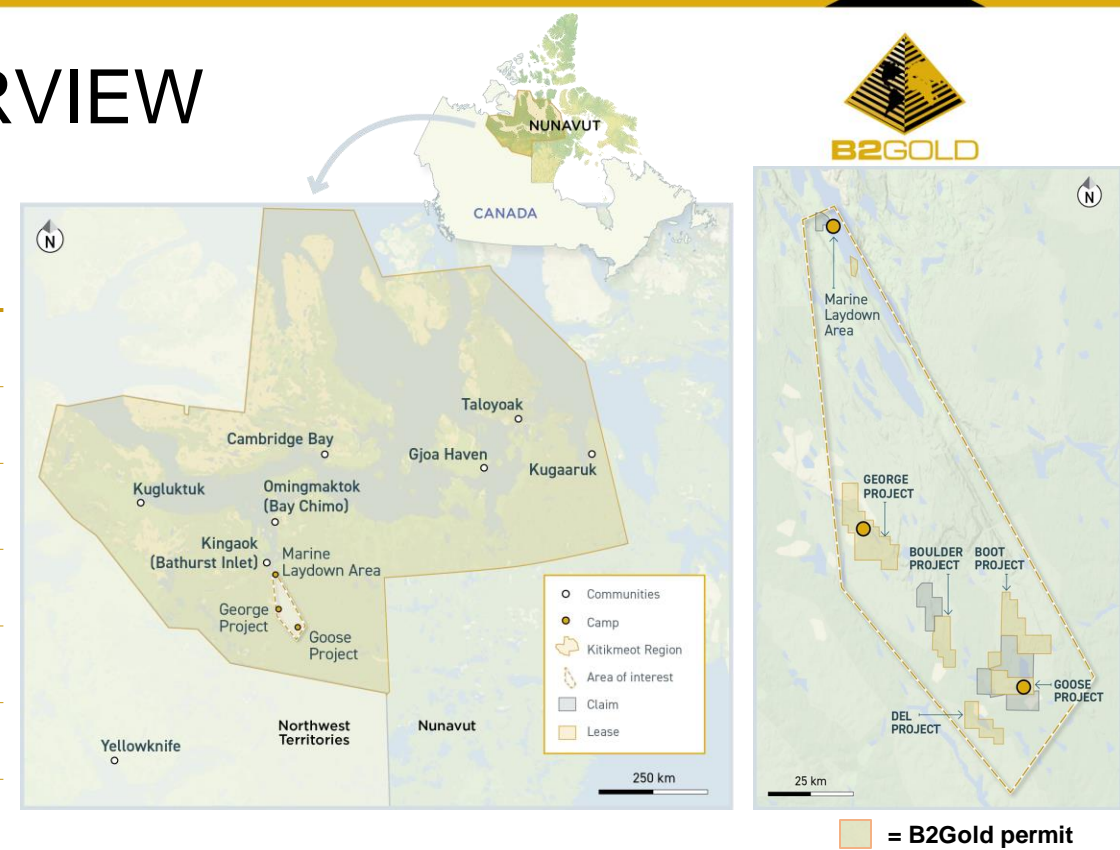 RVIEW
NUNAVUT
CANADA
B2GOLD
N
Taloyoak
Cambridge Bay
Gjoa Haven
Kugaaruk
Kugluktuk
Omingmaktok
(Bay Chimo)
Kingaok
(Bathurst Inlet)
Marine
Laydown Area
George
Project
Goose
Project
Northwest
Territories
Nunavut
Yellowknife
Communities
Camp
Kitikmeot Region
Area of interest
Claim
Lease
250 km
N
Marine
Laydown
Area
GEORGE
PROJECT
BOULDER
PROJECT
BOOT
PROJECT
GOOSE
PROJECT
DEL
PROJECT
25 km
= B2Gold permit